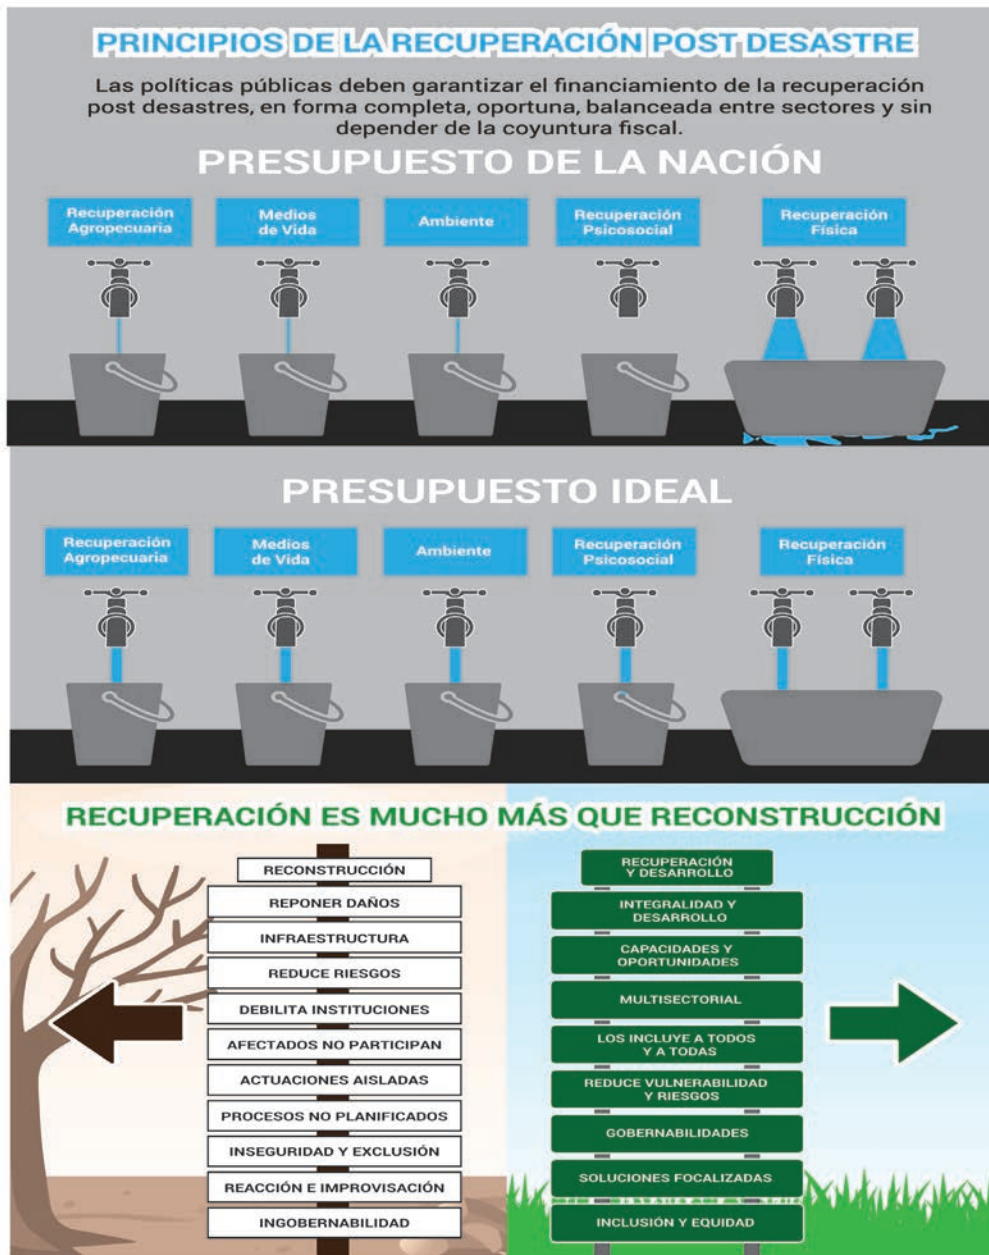 PRINCIPIOS DE LA RECUPERACIÓN POST DESASTRE
Las políticas públicas deben garantizar el financiamiento de la recuperación
post desastres, en forma completa, oportuna, balanceada entre sectores y sin
depender de la coyuntura fiscal.
PRESUPUESTO DE LA NACIÓN
Recuperación
Agropecuaria
Medios
de Vida
Ambiente
Recuperación
Psicosocial
Recuperación
Física
PRESUPUESTO IDEAL
Recuperación
Agropecuaria
Medios
de Vida
Ambiente
Recuperación
Psicosocial
Recuperación
Física
RECUPERACIÓN ES MUCHO MÁS QUE RECONSTRUCCIÓN
RECONSTRUCCIÓN
REPONER DAÑOS
INFRAESTRUCTURA
REDUCE RIESGOS
DEBILITA INSTITUCIONES
AFECTADOS NO PARTICIPAN
ACTUACIONES AISLADAS
PROCESOS NO PLANIFICADOS
INSEGURIDAD Y EXCLUSIÓN
REACCIÓN E IMPROVISACIÓN
INGOBERNABILIDAD
RECUPERACIÓN
Y DESARROLLO
INTEGRALIDAD Y
DESARROLLO
CAPACIDADES Y
OPORTUNIDADES
MULTISECTORIAL
LOS INCLUYE A TODOS
Y A TODAS
REDUCE VULNERABILIDAD
Y RIESGOS
GOBERNABILIDADES
SOLUCIONES FOCALIZADAS
INCLUSIÓN Y EQUIDAD